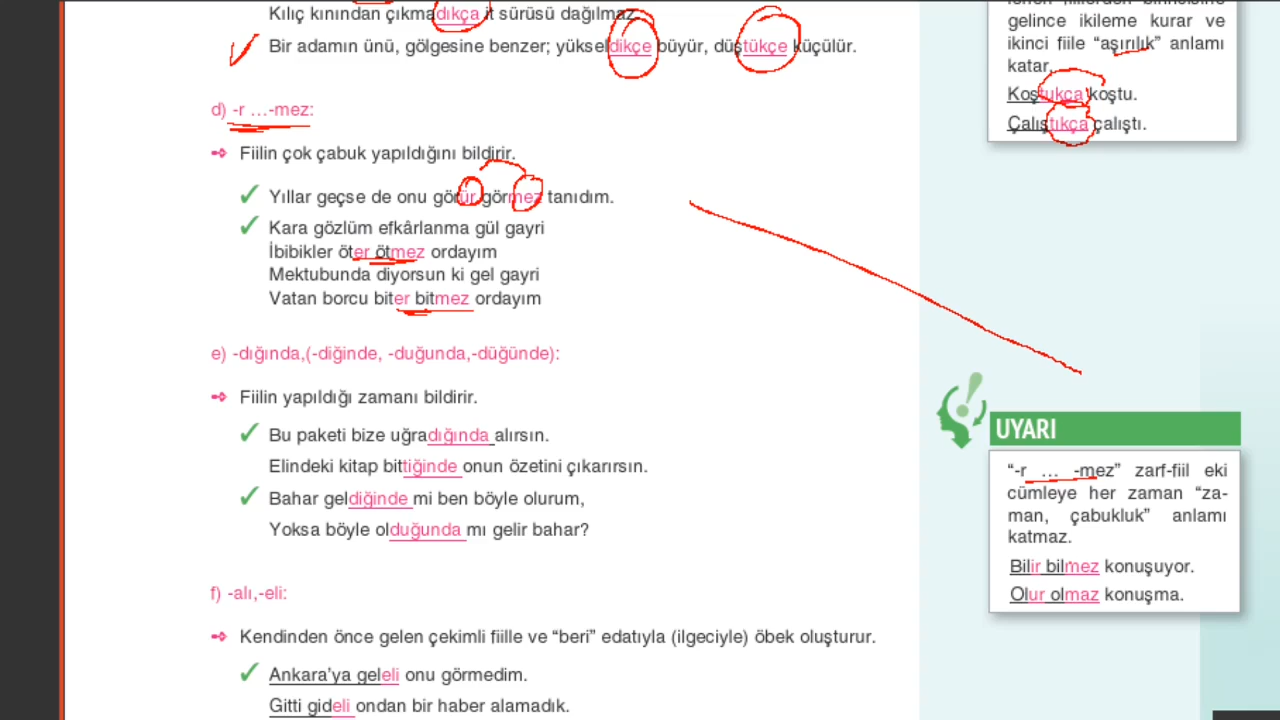 Kılıç kınından çıkmadıkça it sürüsü dağılmaz.
Bir adamın ünü, gölgesine benzer; yükseldikçe büyür, düştükçe küçülür.
d) -r …-mez:
Fiilin çok çabuk yapıldığını bildirir.
Yıllar geçse de onu görür görmez tanıdım.
Kara gözlüm efkârlanma gül gayri
İbibikler öter ötmez ordayım
Mektubunda diyorsun ki gel gayri
Vatan borcu biter bitmez ordayım
e) -dığında,(-diğinde, -duğunda,-düğünde):
Fiilin yapıldığı zamanı bildirir.
Bu paketi bize uğradığında alırsın.
Elindeki kitap bittiğinde onun özetini çıkarırsın.
Bahar geldiğinde mi ben böyle olurum,
Yoksa böyle olduğunda mı gelir bahar?
f) -alı,-eli:
Kendinden önce gelen çekimli fiille ve “beri” edatıyla (ilgeciyle) öbek oluşturur.
Ankara’ya geleli onu görmedim.
Gitti gideli ondan bir haber alamadık.
gelince ikileme kurar ve
ikinci fiile “aşırılık” anlamı
katar.
Koştukça koştu.
Çalıştıkça çalıştı.
UYARI
“-r … -mez” zarf-fiil eki
cümleye her zaman “za-
man, çabukluk” anlamı
katmaz.
Bilir bilmez konuşuyor.
Olur olmaz konuşma.